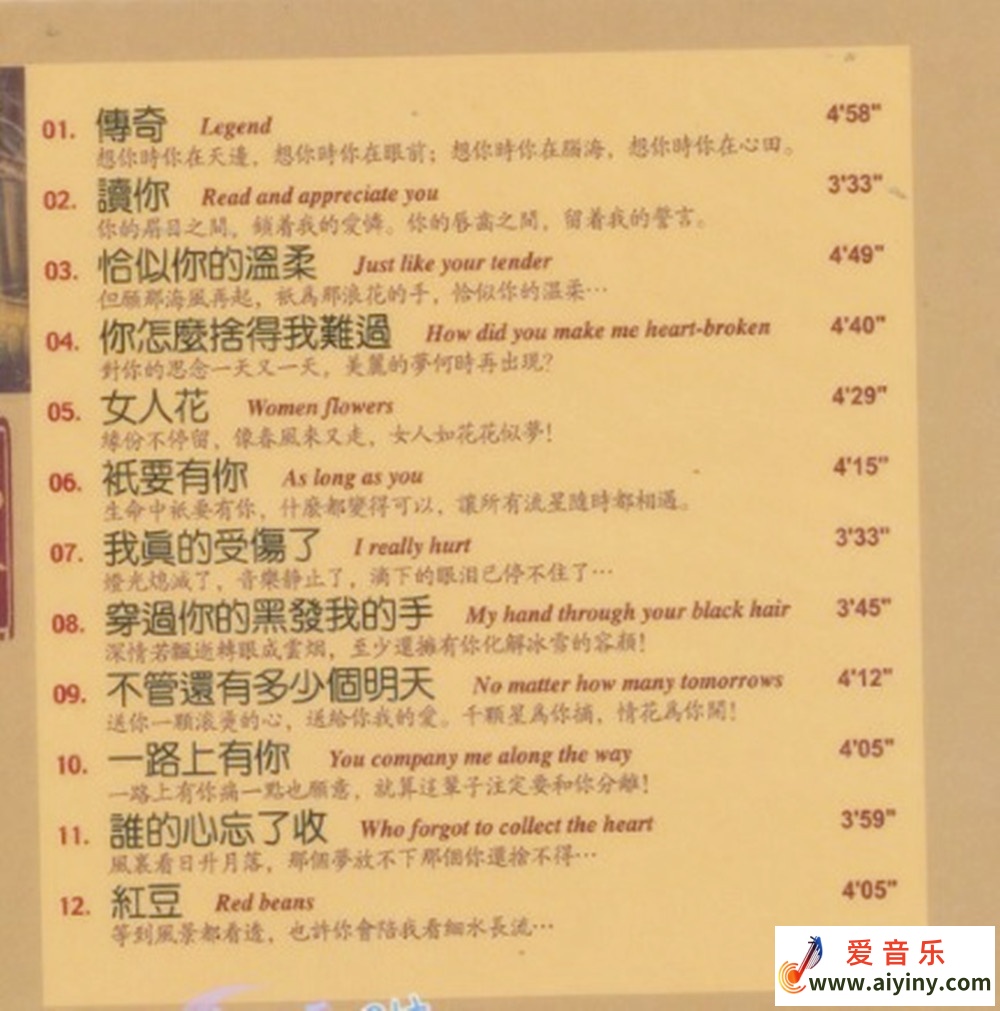 01. 傳奇 Legend 4'58"
想你時你在天邊，想你時你在眼前；想你時你在腦海，想你時你在心田。
02. 讀你 Read and appreciate you 3'33"
你的眉目之間，鎖着我的愛憐。你的唇齒之間，留着我的誓言。
03. 恰似你的溫柔 Just like your tender 4'49"
但願那海風再起，衹爲那浪花的手，恰似你的温柔…
04. 你怎麼捨得我難過 How did you make me heart-broken 4'40"
對你的思念一天又一天，美麗的夢何時再出現？
05. 女人花 Women flowers 4'29"
緣份不停留，像春風來又走，女人如花花似夢！
06. 衹要有你 As long as you 4'15"
生命中衹要有你，什麼都變得可以，讓所有流星隨時都相遇。
07. 我眞的受傷了 I really hurt 3'33"
燈光熄滅了，音樂静止了，滴下的眼泪已停不住了…
08. 穿過你的黑發我的手 My hand through your black hair 3'45"
深情若飄逝轉眼成雲烟，至少還擁有你化解冰雪的容顔！
09. 不管還有多少個明天 No matter how many tomorrows 4'12"
送你一顆滾燙的心，送給你我的愛。千顆星爲你摘，情花爲你開！
10. 一路上有你 You company me along the way 4'05"
一路上有你痛一點也願意，就算這輩子注定要和你分離！
11. 誰的心忘了收 Who forgot to collect the heart 3'59"
風裏看日升月落，那個夢放不下那個你還捨不得…
12. 紅豆 Red beans 4'05"
等到風景都看透，也許你會陪我看細水長流…
爱音乐
www.aiyiny.com